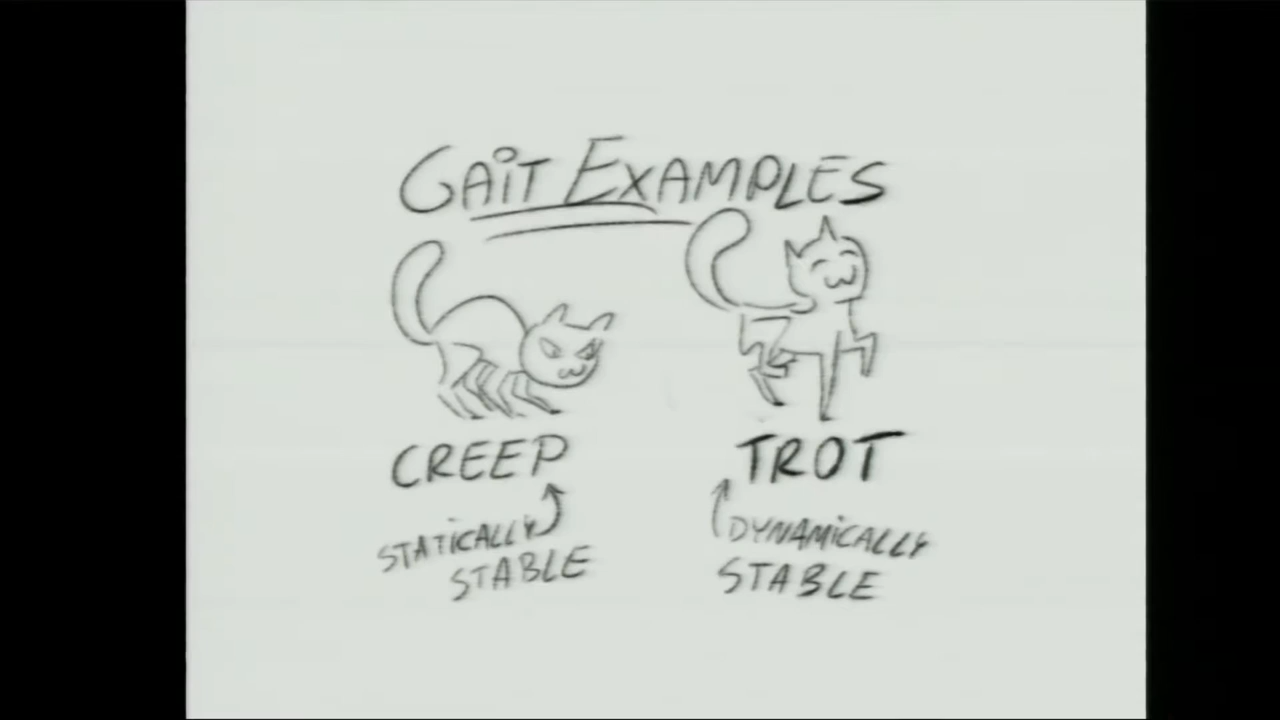 GAiT EXAMPLES
CREEP
TROT
STATiCALLY
STABLE
DYNAMiCALLY
STABLE